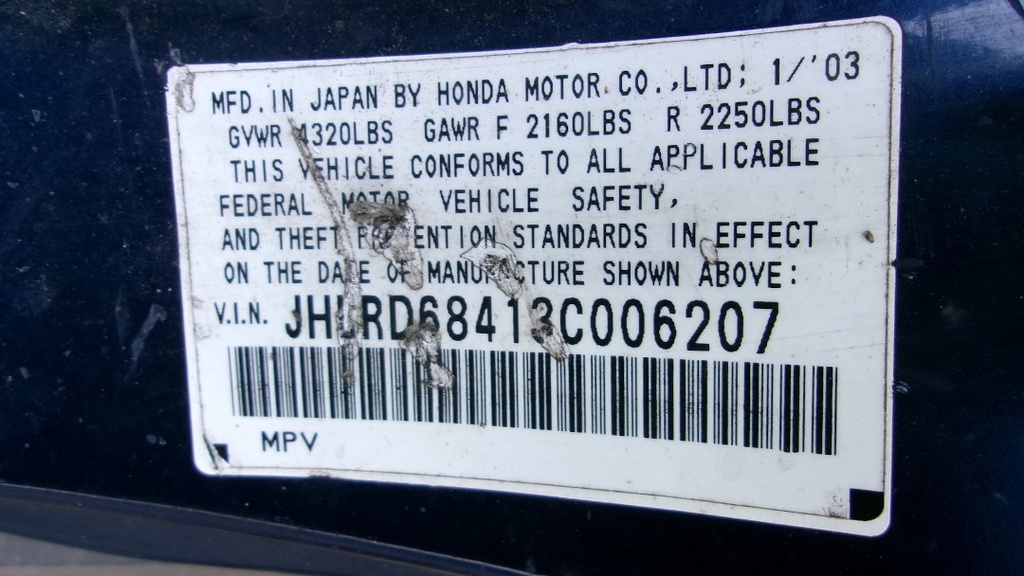 MFD. IN JAPAN BY HONDA MOTOR CO.,LTD; 1/'03
GVWR 4320LBS GAWR F 2160LBS R 2250LBS
THIS VEHICLE CONFORMS TO ALL APPLICABLE
FEDERAL MOTOR VEHICLE SAFETY,
AND THEFT PREVENTION STANDARDS IN EFFECT
ON THE DATE OF MANUFACTURE SHOWN ABOVE:
V.I.N. JHLRD68413C006207
MPV